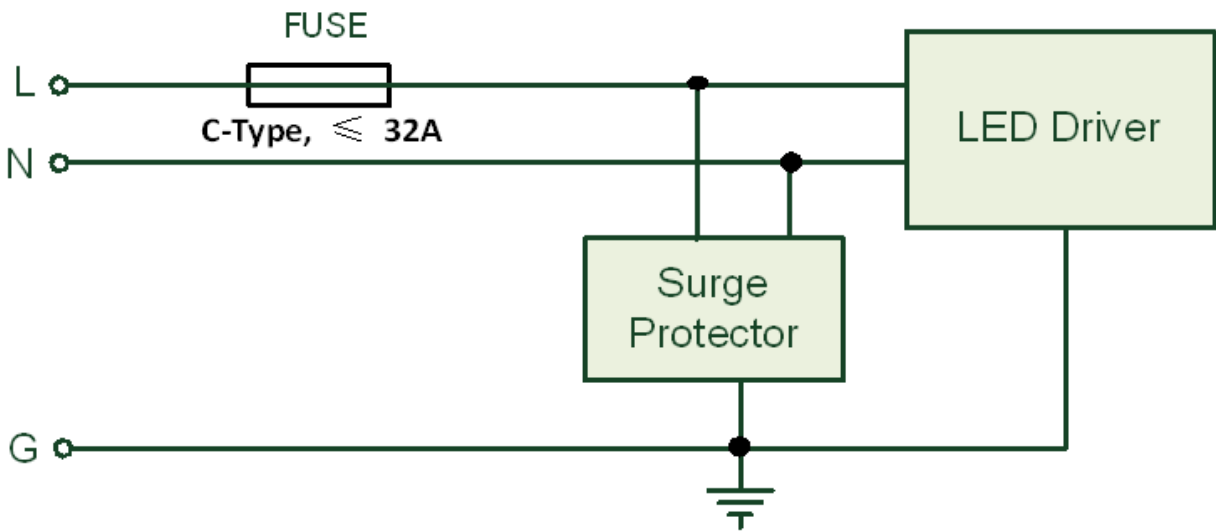 FUSE
L
C-Type, ≤ 32A
N
LED Driver
Surge
Protector
G